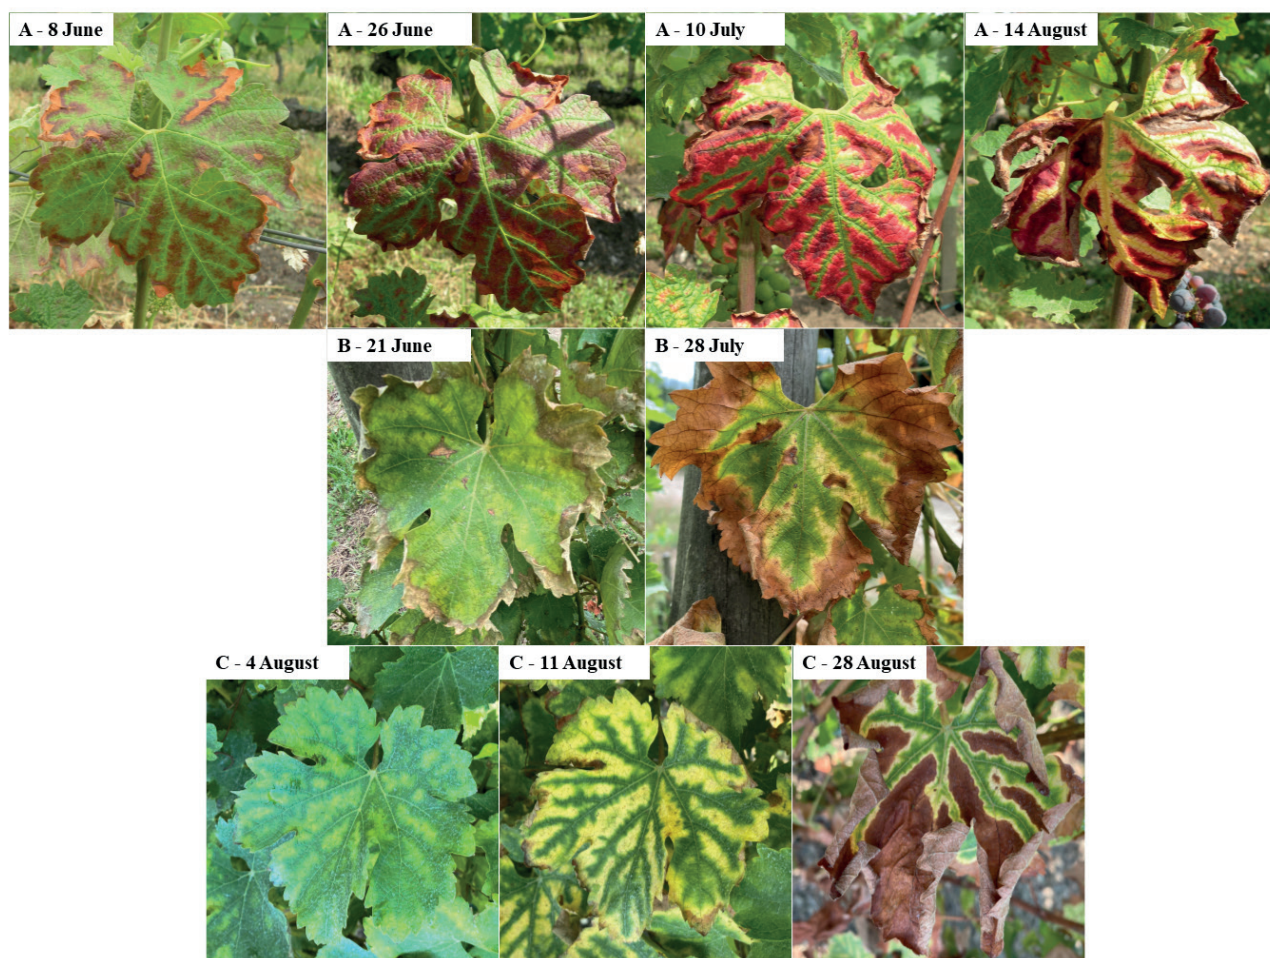 A - 8 June
A - 26 June
A - 10 July
A - 14 August
B - 21 June
B - 28 July
C - 4 August
C - 11 August
C - 28 August